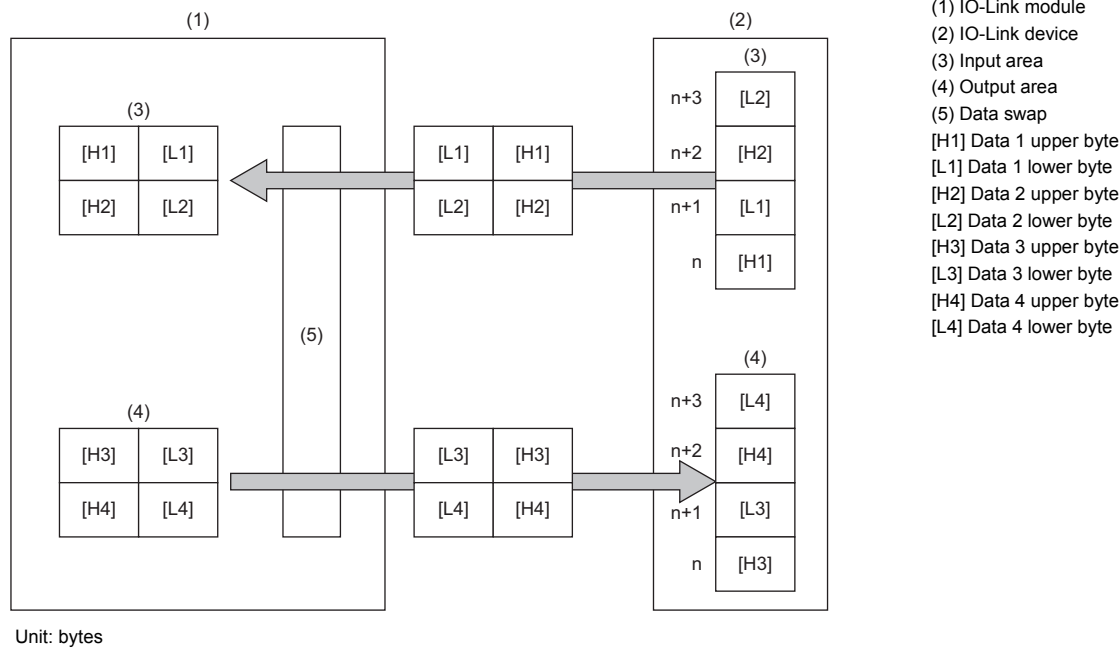 (1) (2)
(3)
n+3 [L2]
(3)
[H1] [L1] [L1] [H1] n+2 [H2]
[H2] [L2] [L2] [H2] n+1 [L1]
n [H1]
(5)
(4)
n+3 [L4]
(4)
[H3] [L3] [L3] [H3] n+2 [H4]
[H4] [L4] [L4] [H4] n+1 [L3]
n [H3]
Unit: bytes
(1) IO-Link module
(2) IO-Link device
(3) Input area
(4) Output area
(5) Data swap
[H1] Data 1 upper byte
[L1] Data 1 lower byte
[H2] Data 2 upper byte
[L2] Data 2 lower byte
[H3] Data 3 upper byte
[L3] Data 3 lower byte
[H4] Data 4 upper byte
[L4] Data 4 lower byte